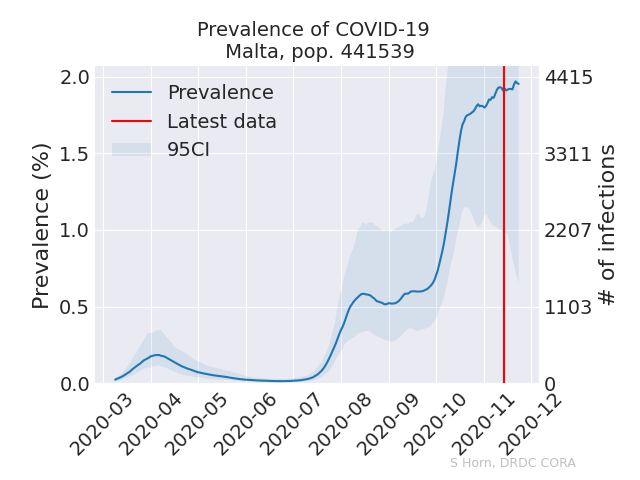 Prevalence of COVID-19
Malta, pop. 441539
Prevalence (%)
2.0
1.5
1.0
0.5
0.0
Prevalence
Latest data
95CI
4415
3311
2207
1103
0
# of infections
2020-03
2020-04
2020-05
2020-06
2020-07
2020-08
2020-09
2020-10
2020-11
2020-12
S Horn, DRDC CORA